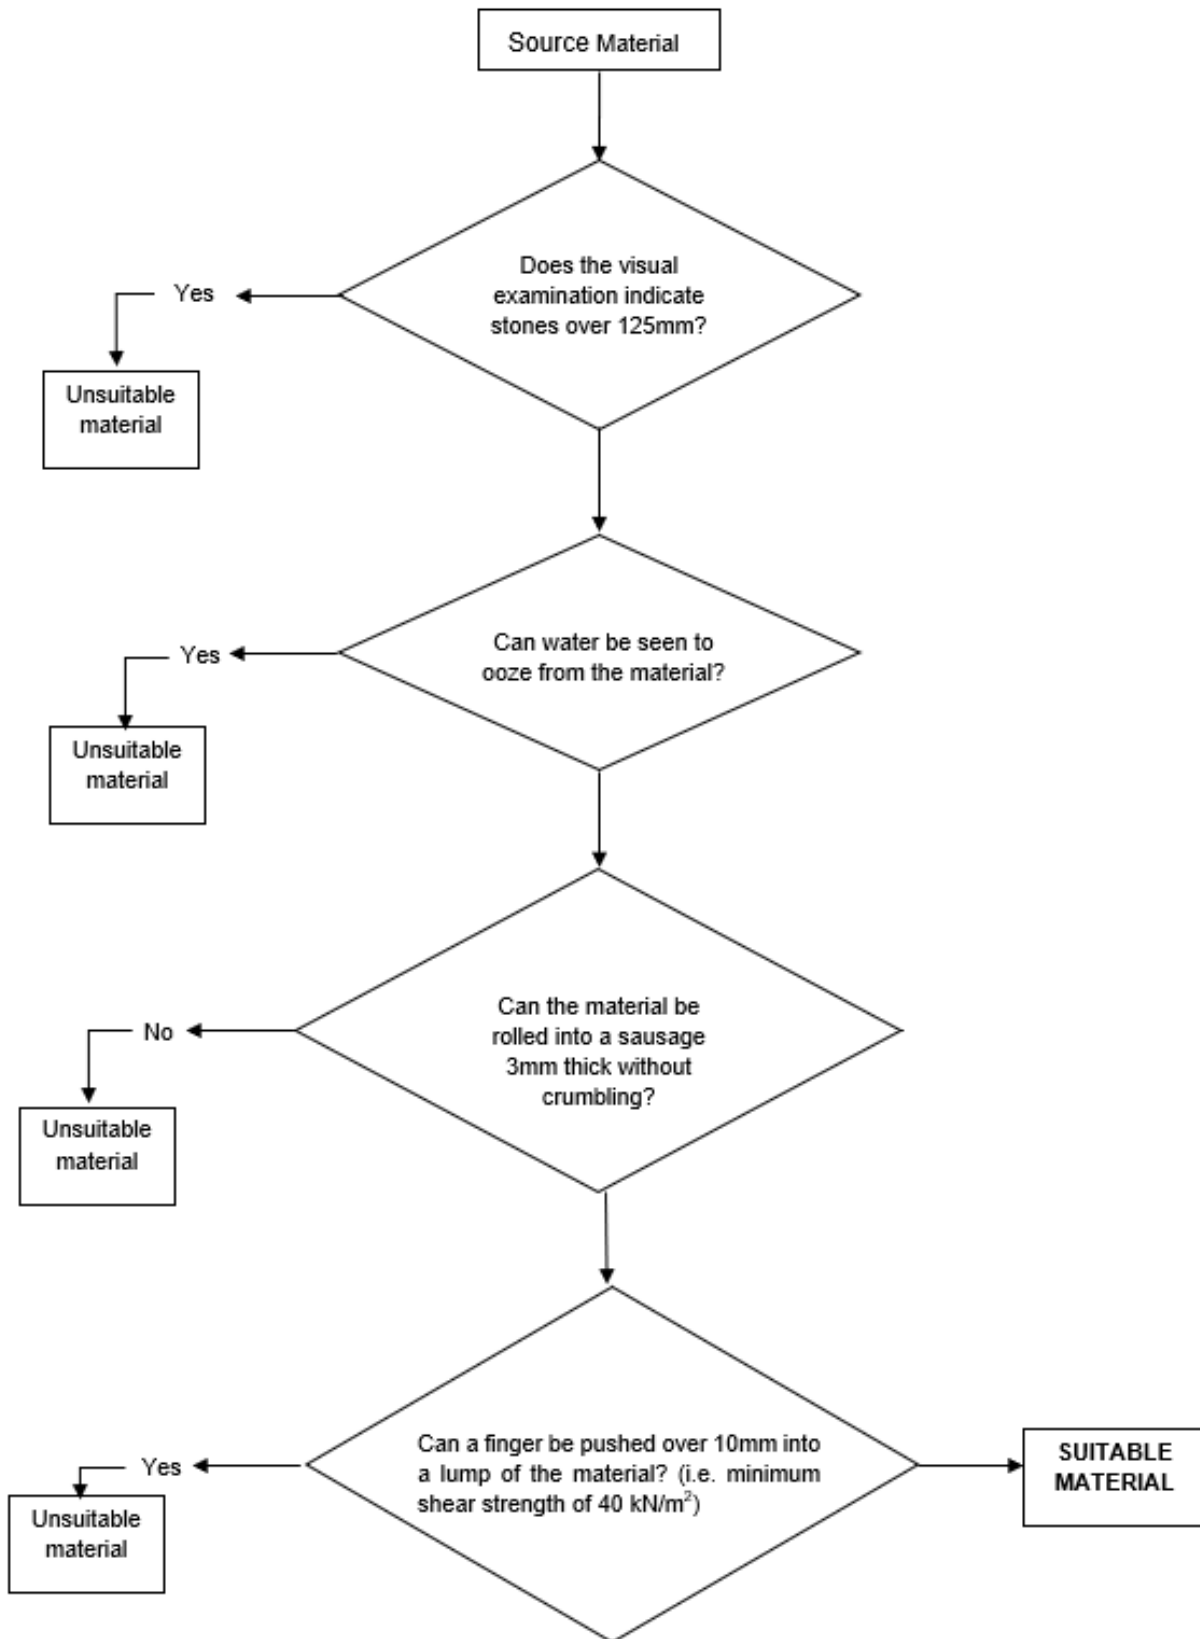 Source Material
Does the visual
examination indicate
stones over 125mm?
Yes
Unsuitable
material
Can water be seen to
ooze from the material?
Yes
Unsuitable
material
Can the material be
rolled into a sausage
3mm thick without
crumbling?
No
Unsuitable
material
Can a finger be pushed over 10mm into
a lump of the material? (i.e. minimum
shear strength of 40 kN/m²)
Yes
Unsuitable
material
SUITABLE
MATERIAL